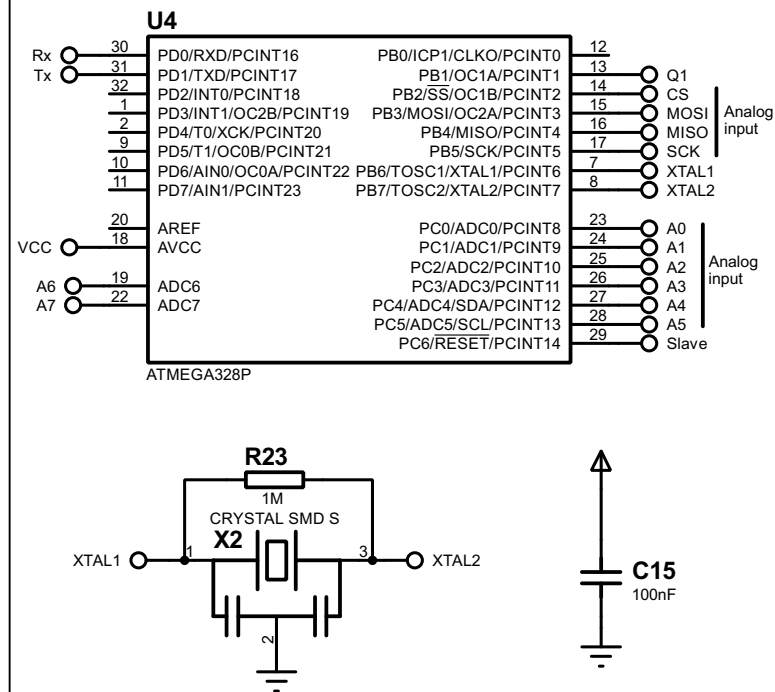 U4
Rx 30 PD0/RXD/PCINT16 PB0/ICP1/CLKO/PCINT0 12
Tx 31 PD1/TXD/PCINT17 PB1/OC1A/PCINT1 13 Q1
32 PD2/INT0/PCINT18 PB2/SS/OC1B/PCINT2 14 CS
1 PD3/INT1/OC2B/PCINT19 PB3/MOSI/OC2A/PCINT3 15 MOSI Analog
2 PD4/T0/XCK/PCINT20 PB4/MISO/PCINT4 16 MISO input
9 PD5/T1/OC0B/PCINT21 PB5/SCK/PCINT5 17 SCK
10 PD6/AIN0/OC0A/PCINT22 PB6/TOSC1/XTAL1/PCINT6 7 XTAL1
11 PD7/AIN1/PCINT23 PB7/TOSC2/XTAL2/PCINT7 8 XTAL2
20 AREF PC0/ADC0/PCINT8 23 A0
VCC 18 AVCC PC1/ADC1/PCINT9 24 A1
PC2/ADC2/PCINT10 25 A2 Analog
A6 19 ADC6 PC3/ADC3/PCINT11 26 A3 input
A7 22 ADC7 PC4/ADC4/SDA/PCINT12 27 A4
PC5/ADC5/SCL/PCINT13 28 A5
PC6/RESET/PCINT14 29 Slave
ATMEGA328P
R23
1M
CRYSTAL SMD S
X2
XTAL1 1 3 XTAL2
2
C15
100nF